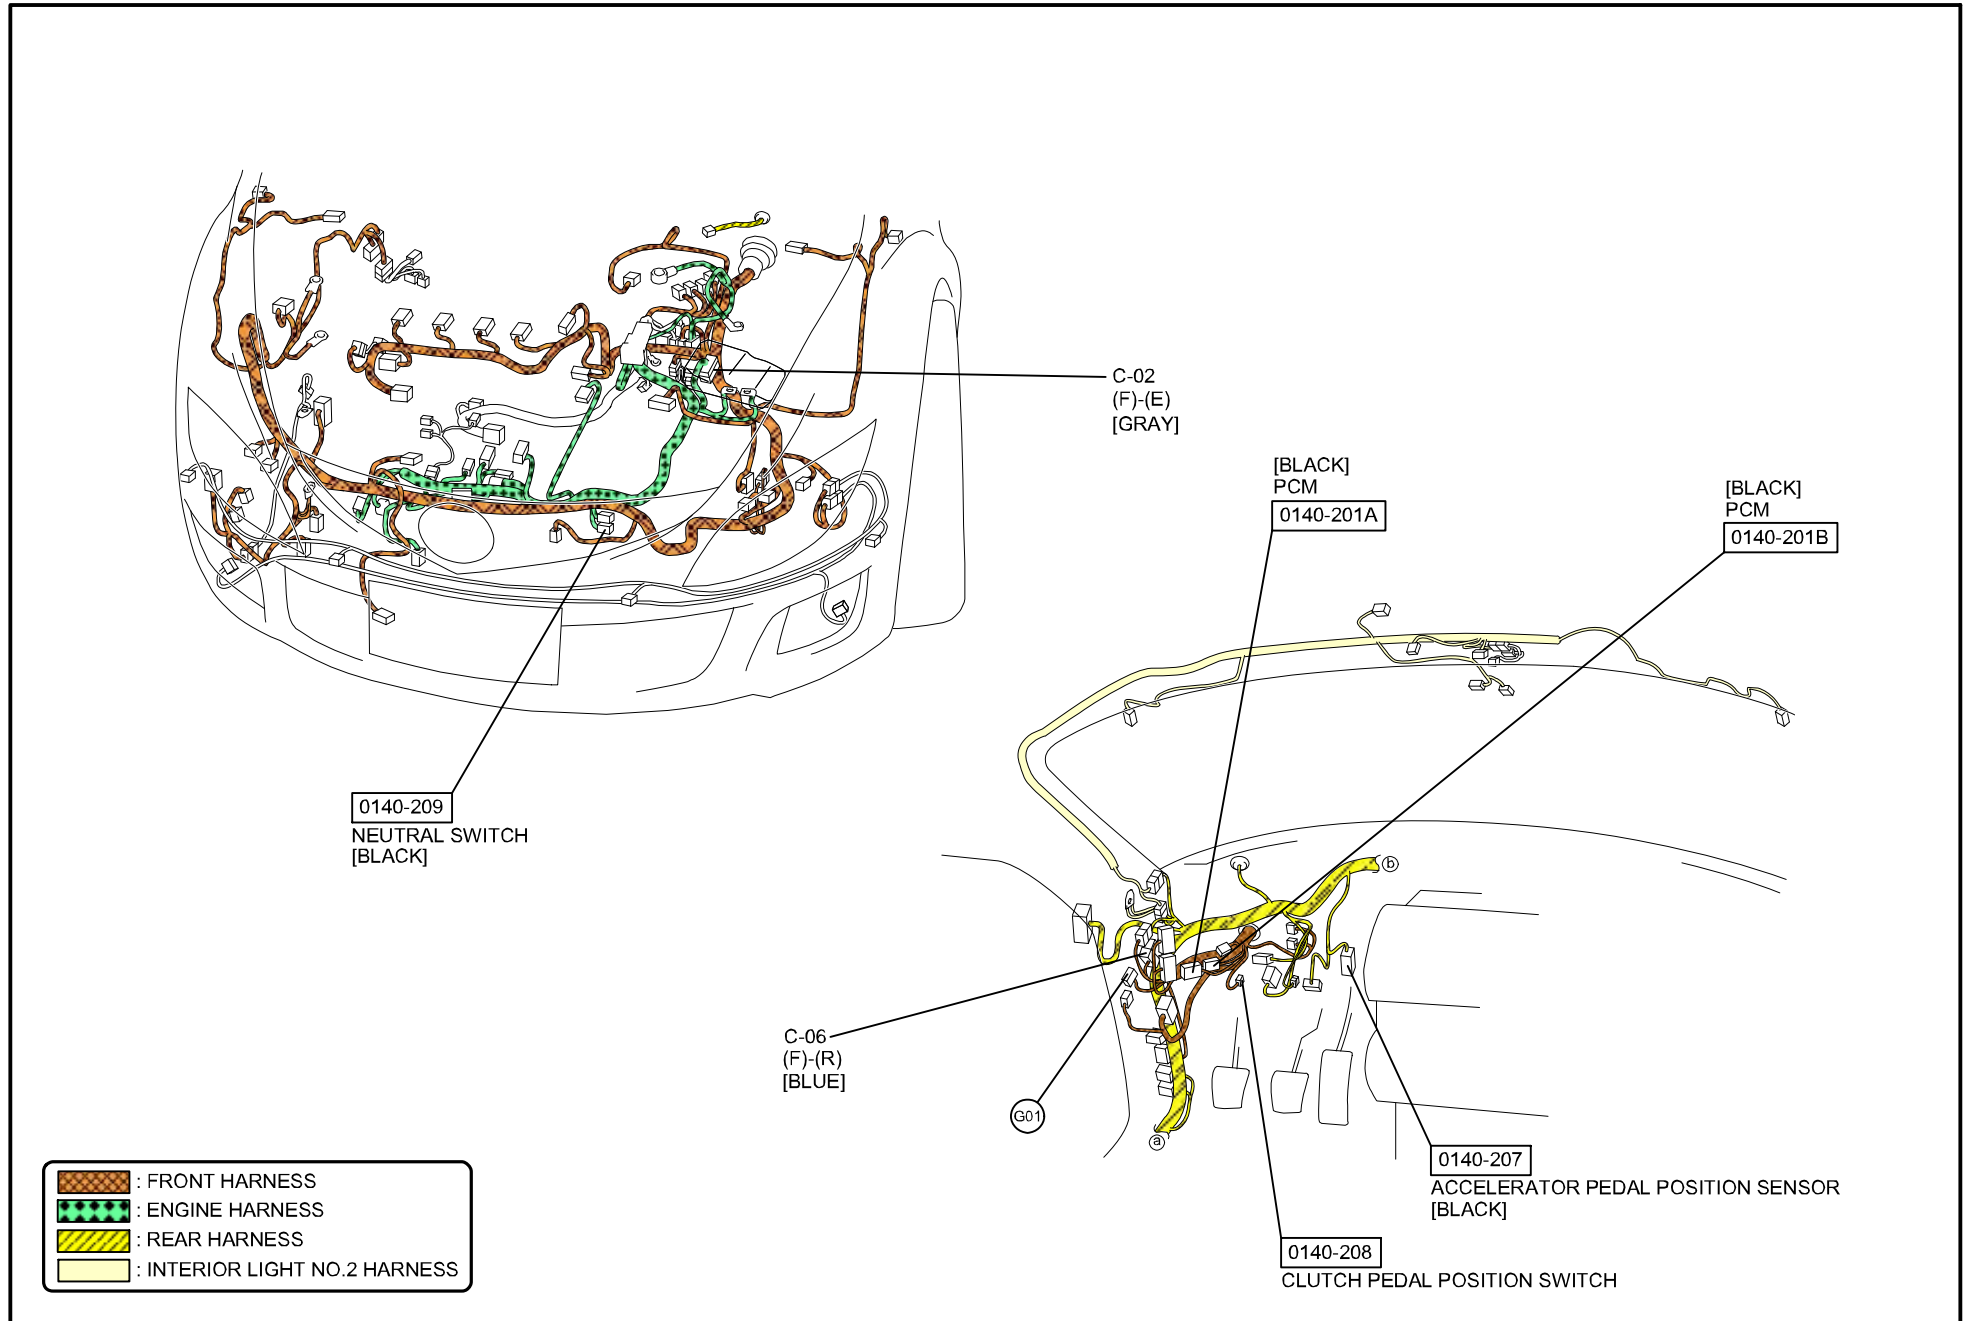 C-02
(F)-(E)
[GRAY]
[BLACK]
PCM
0140-201A
[BLACK]
PCM
0140-201B
0140-209
NEUTRAL SWITCH
[BLACK]
b
C-06
(F)-(R)
[BLUE]
G01
a
0140-207
ACCELERATOR PEDAL POSITION SENSOR
[BLACK]
0140-208
CLUTCH PEDAL POSITION SWITCH
: FRONT HARNESS
: ENGINE HARNESS
: REAR HARNESS
: INTERIOR LIGHT NO.2 HARNESS